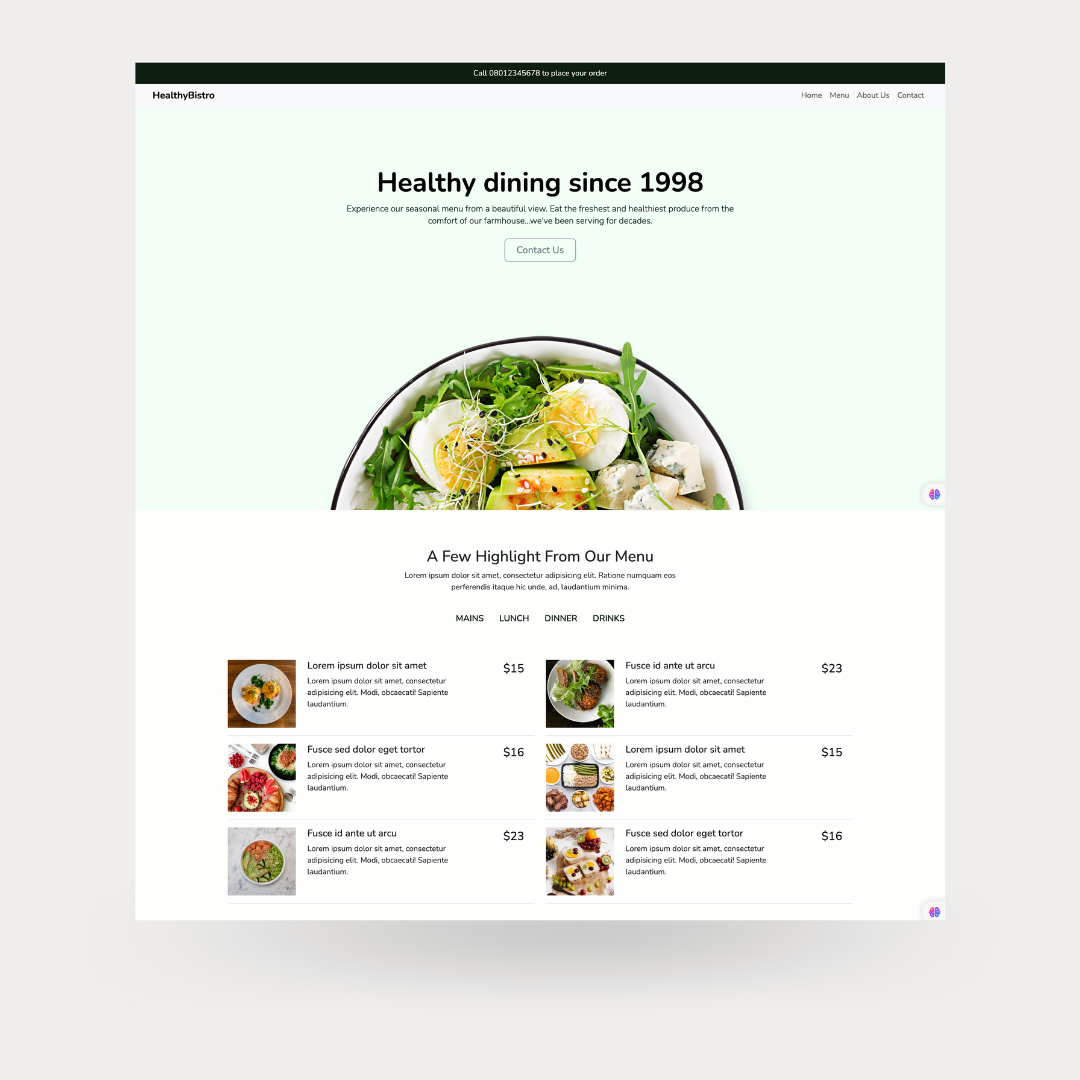 Call 08012345678 to place your order
HealthyBistro
Home Menu About Us Contact
Healthy dining since 1998
Experience our seasonal menu from a beautiful view. Eat the freshest and healthiest produce from the
comfort of our farmhouse...we've been serving for decades.
Contact Us
A Few Highlight From Our Menu
Lorem ipsum dolor sit amet, consectetur adipisicing elit. Ratione numquam eos
perferendis itaque hic unde, ad, laudantium minima.
MAINS LUNCH DINNER DRINKS
Lorem ipsum dolor sit amet $15
Lorem ipsum dolor sit amet, consectetur
adipisicing elit. Modi, obcaecati! Sapiente
laudantium.
Fusce id ante ut arcu $23
Lorem ipsum dolor sit amet, consectetur
adipisicing elit. Modi, obcaecati! Sapiente
laudantium.
Fusce sed dolor eget tortor $16
Lorem ipsum dolor sit amet, consectetur
adipisicing elit. Modi, obcaecati! Sapiente
laudantium.
Lorem ipsum dolor sit amet $15
Lorem ipsum dolor sit amet, consectetur
adipisicing elit. Modi, obcaecati! Sapiente
laudantium.
Fusce id ante ut arcu $23
Lorem ipsum dolor sit amet, consectetur
adipisicing elit. Modi, obcaecati! Sapiente
laudantium.
Fusce sed dolor eget tortor $16
Lorem ipsum dolor sit amet, consectetur
adipisicing elit. Modi, obcaecati! Sapiente
laudantium.